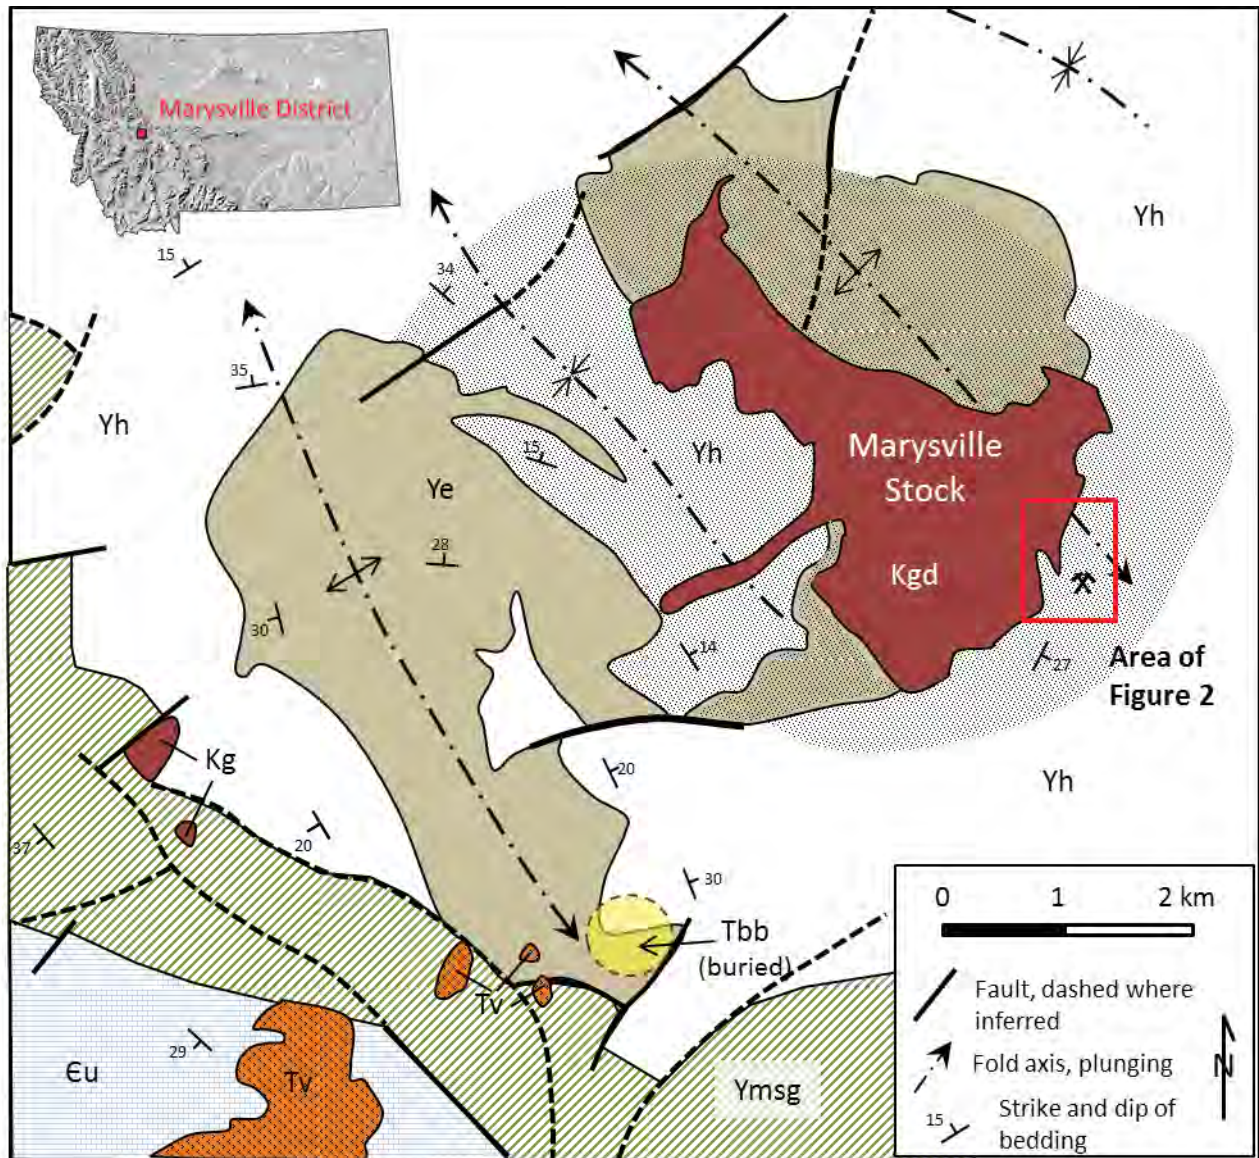 Marysville District
15
34
35
Yh
Yh
15
Yh
Ye
28
Marysville
Stock
Kgd
30
14
27
Area of
Figure 2
Kg
20
Yh
20
37
30
Tbb
(buried)
Tv
29
Єu
Tv
Ymsg
0 1 2 km
Fault, dashed where
inferred
Fold axis, plunging
N
15
Strike and dip of
bedding